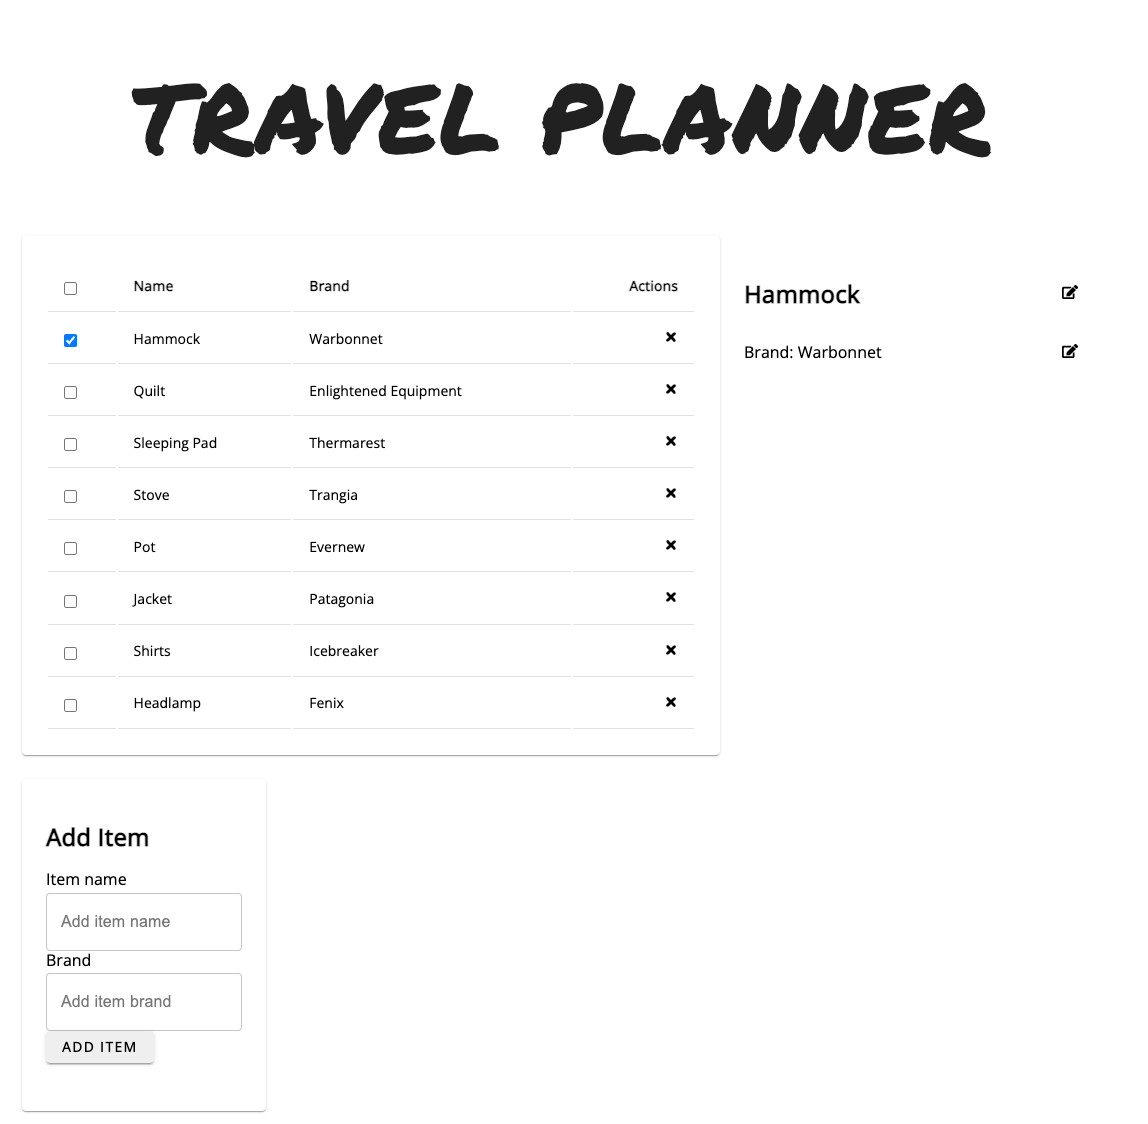 TRAVEL PLANNER
Name Brand Actions
Hammock Warbonnet
Quilt Enlightened Equipment
Sleeping Pad Thermarest
Stove Trangia
Pot Evernew
Jacket Patagonia
Shirts Icebreaker
Headlamp Fenix
Hammock
Brand: Warbonnet
Add Item
Item name
Add item name
Brand
Add item brand
ADD ITEM